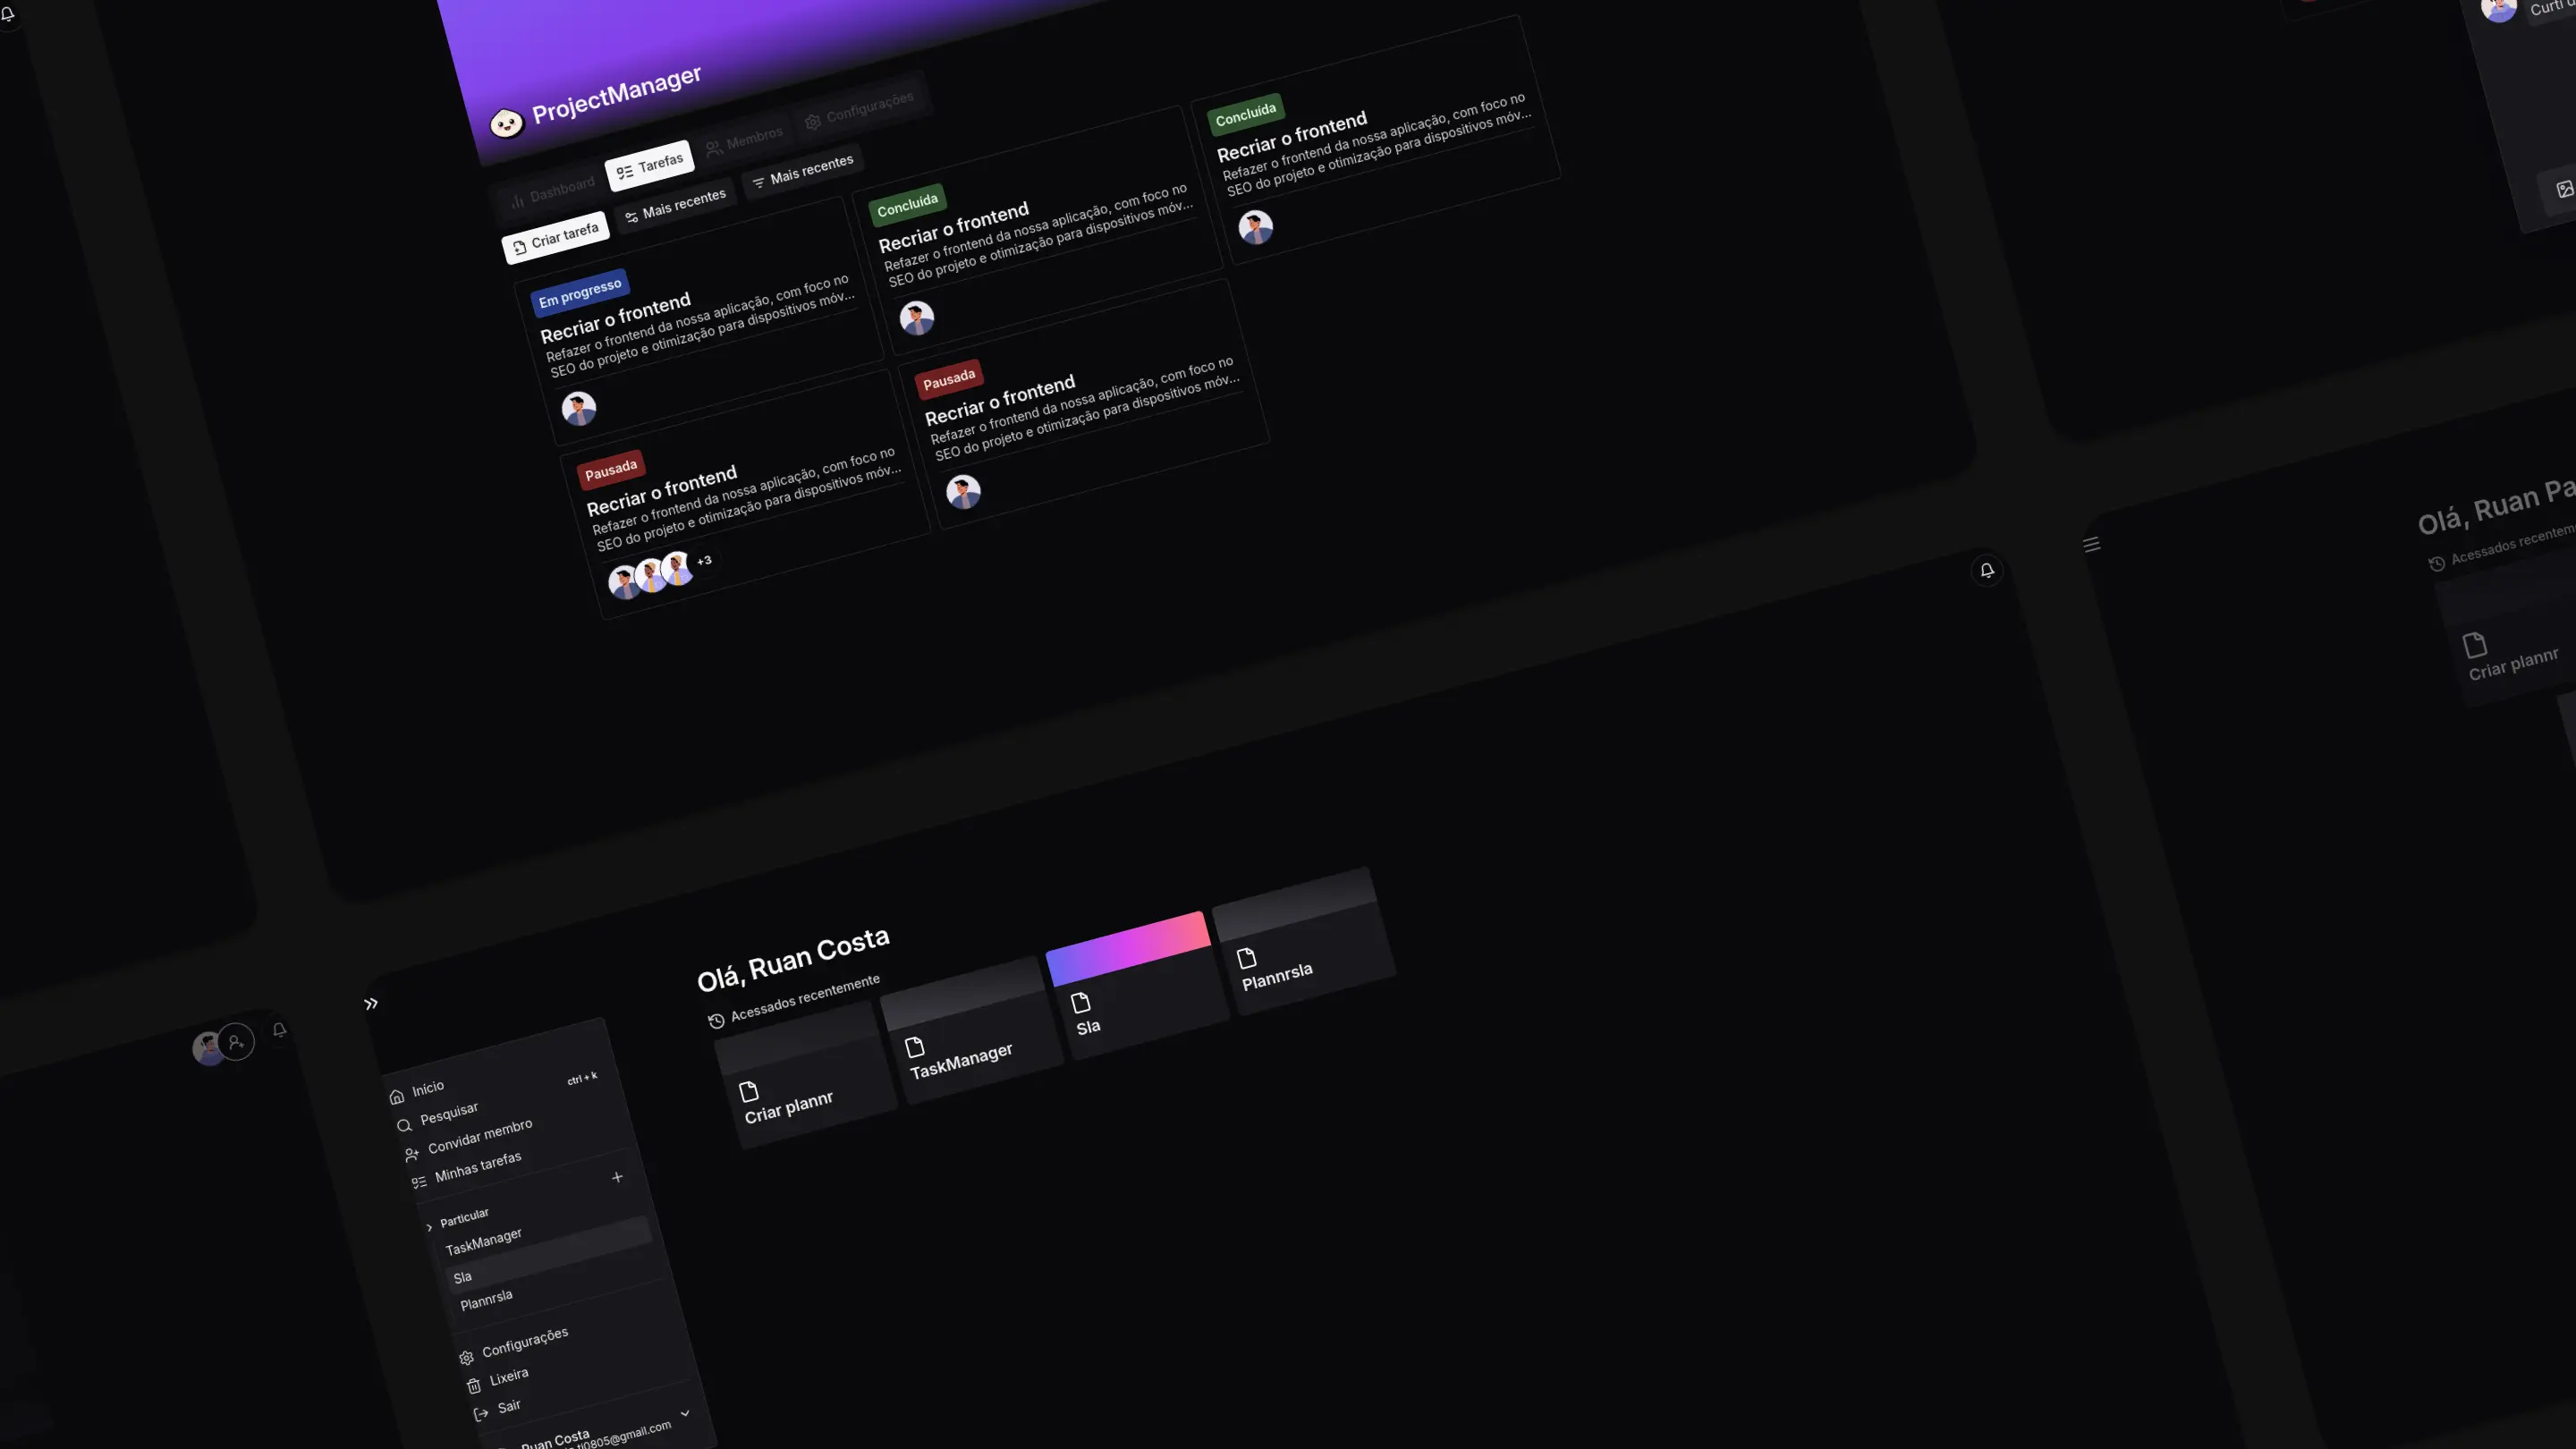 ProjectManager
Dashboard
Tarefas
Membros
Configurações
Criar tarefa
Mais recentes
Mais recentes
Em progresso
Recriar o frontend
Refazer o frontend da nossa aplicação, com foco no
SEO do projeto e otimização para dispositivos móv...
Concluída
Recriar o frontend
Refazer o frontend da nossa aplicação, com foco no
SEO do projeto e otimização para dispositivos móv...
Concluída
Recriar o frontend
Refazer o frontend da nossa aplicação, com foco no
SEO do projeto e otimização para dispositivos móv...
Pausada
Recriar o frontend
Refazer o frontend da nossa aplicação, com foco no
SEO do projeto e otimização para dispositivos móv...
+3
Pausada
Recriar o frontend
Refazer o frontend da nossa aplicação, com foco no
SEO do projeto e otimização para dispositivos móv...
Curti
Olá, Ruan
Acessados
Criar plannr
Olá, Ruan Costa
Acessados recentemente
Criar plannr
TaskManager
Sla
Plannrsla
Início
Pesquisar
ctrl + k
Convidar membro
Minhas tarefas
Particular
TaskManager
Sla
Plannrsla
Configurações
Lixeira
Sair
Ruan Costa